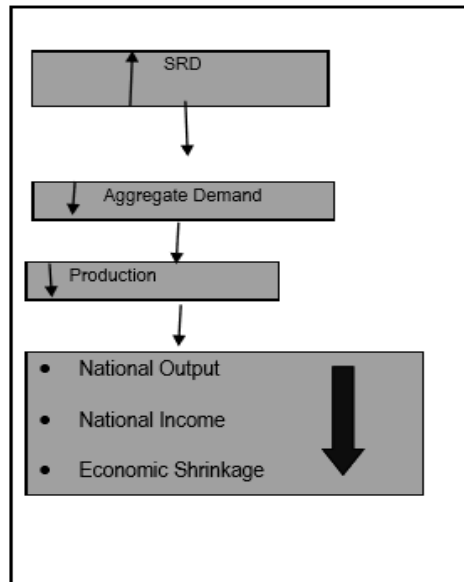 SRD
Aggregate Demand
Production
• National Output
• National Income
• Economic Shrinkage